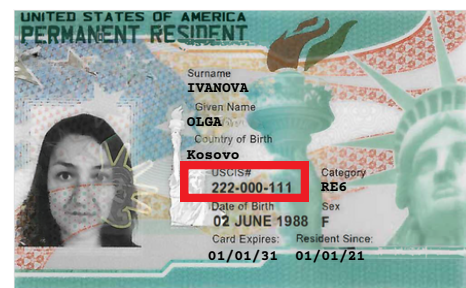 UNITED STATES OF AMERICA
PERMANENT RESIDENT
Surname
IVANOVA
Given Name
OLGA
Country of Birth
Kosovo
USCIS# Category
222-000-111 RE6
Date of Birth Sex
02 JUNE 1988 F
Card Expires: Resident Since:
01/01/31 01/01/21